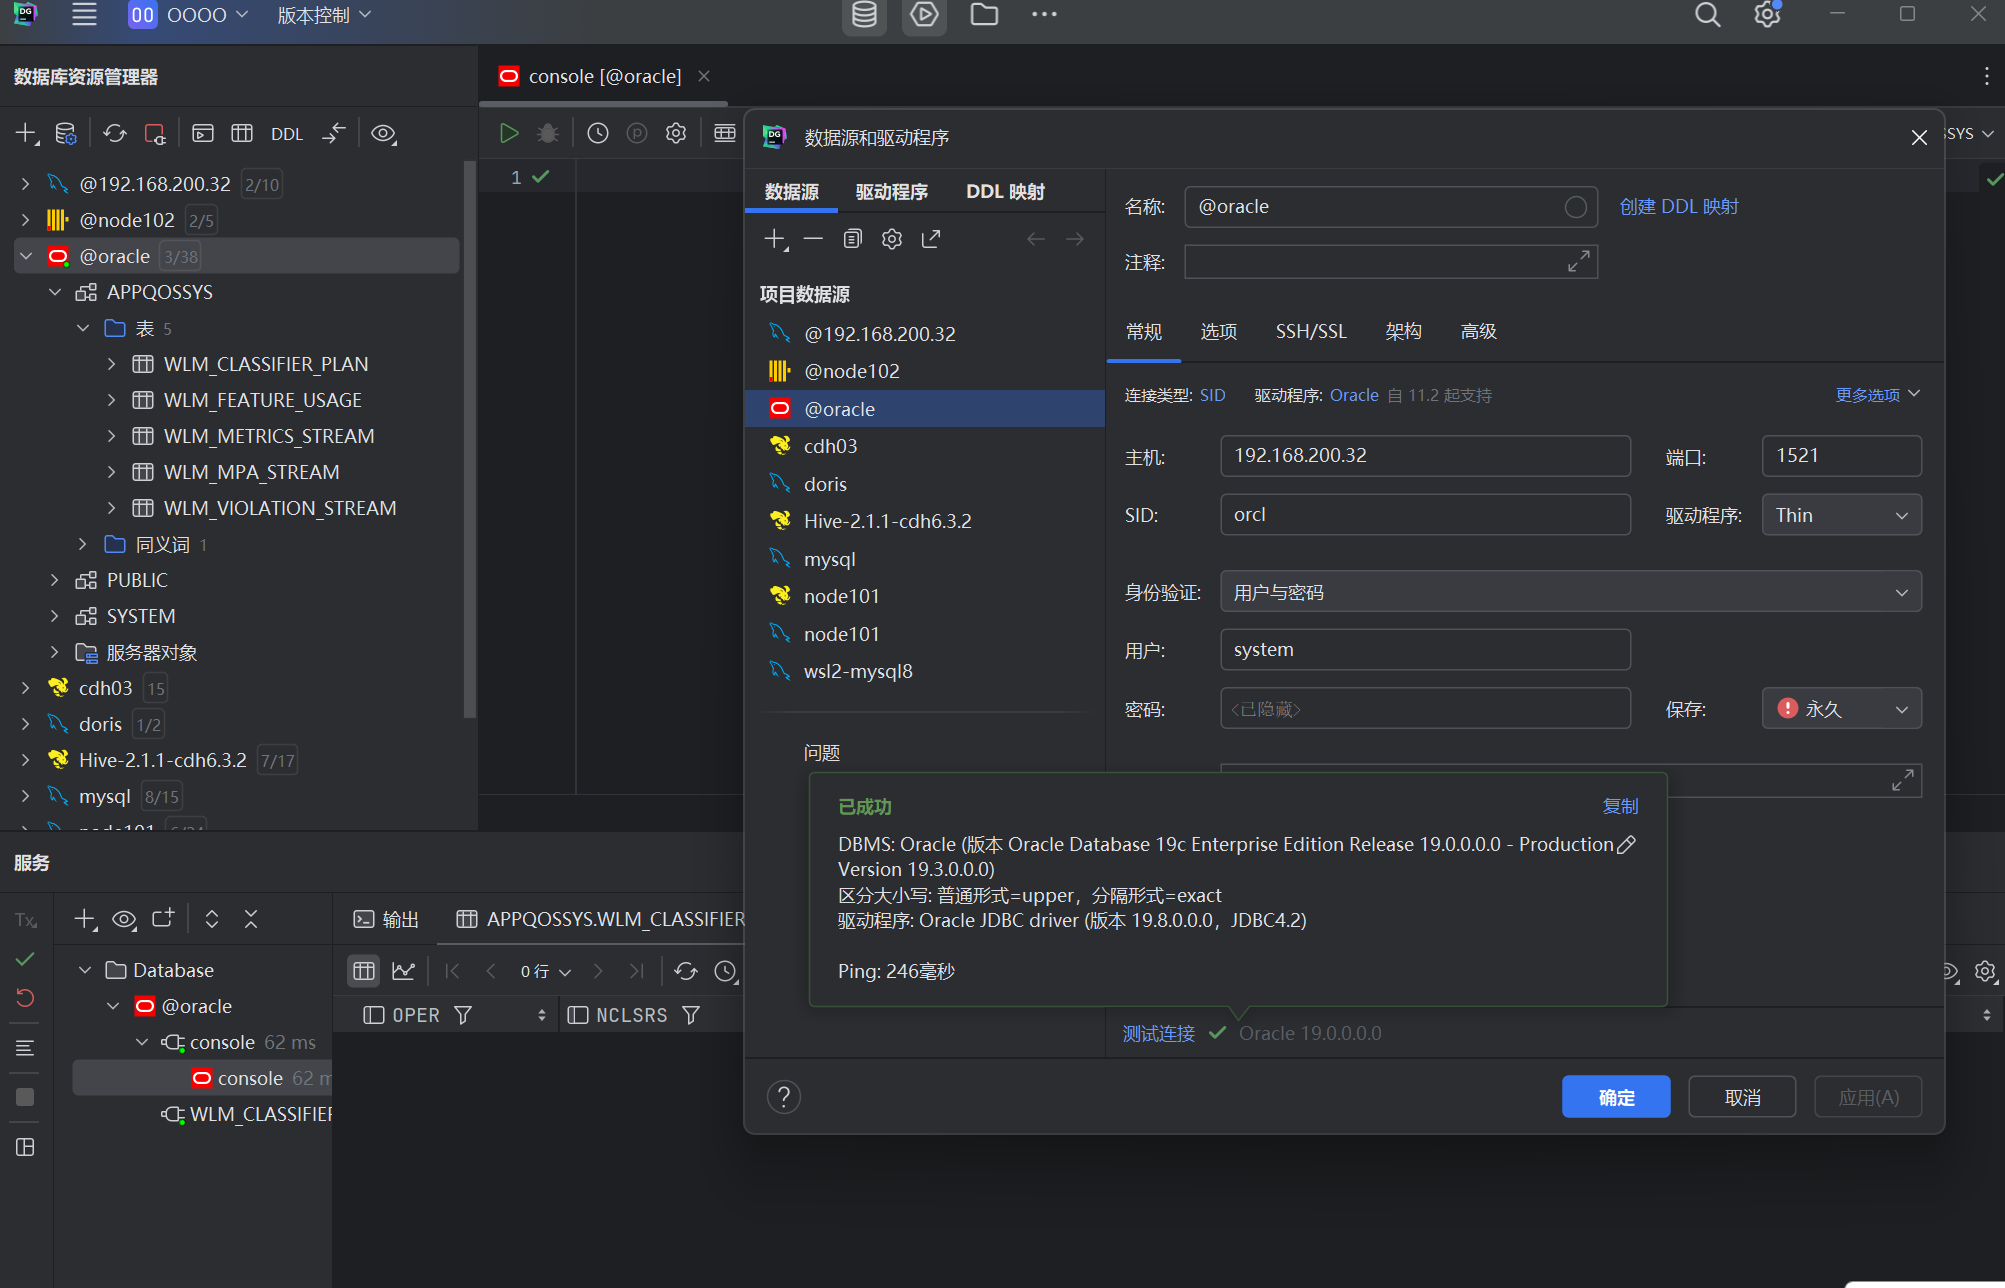 OO OOOO 版本控制
数据库资源管理器
console [@oracle]
DDL
SYS
@192.168.200.32 2/10
@node102 2/5
@oracle 3/38
APPQOSSYS
表 5
WLM_CLASSIFIER_PLAN
WLM_FEATURE_USAGE
WLM_METRICS_STREAM
WLM_MPA_STREAM
WLM_VIOLATION_STREAM
同义词 1
PUBLIC
SYSTEM
服务器对象
cdh03 15
doris 1/2
Hive-2.1.1-cdh6.3.2 7/17
mysql 8/15
1
数据源和驱动程序
数据源 驱动程序 DDL 映射
项目数据源
@192.168.200.32
@node102
@oracle
cdh03
doris
Hive-2.1.1-cdh6.3.2
mysql
node101
node101
wsl2-mysql8
问题
名称: @oracle 创建 DDL 映射
注释:
常规 选项 SSH/SSL 架构 高级
连接类型: SID 驱动程序: Oracle 自 11.2 起支持 更多选项
主机: 192.168.200.32 端口: 1521
SID: orcl 驱动程序: Thin
身份验证: 用户与密码
用户: system
密码: <已隐藏> 保存: 永久
已成功 复制
DBMS: Oracle (版本 Oracle Database 19c Enterprise Edition Release 19.0.0.0.0 - Production
Version 19.3.0.0.0)
区分大小写: 普通形式=upper，分隔形式=exact
驱动程序: Oracle JDBC driver (版本 19.8.0.0.0，JDBC4.2)
Ping: 246毫秒
测试连接 Oracle 19.0.0.0.0
? 确定 取消 应用(A)
服务
Tx
Database
@oracle
console 62 ms
console 62 m
WLM_CLASSIFIER
输出 APPQOSSYS.WLM_CLASSIFIER
0 行
OPER NCLSRS